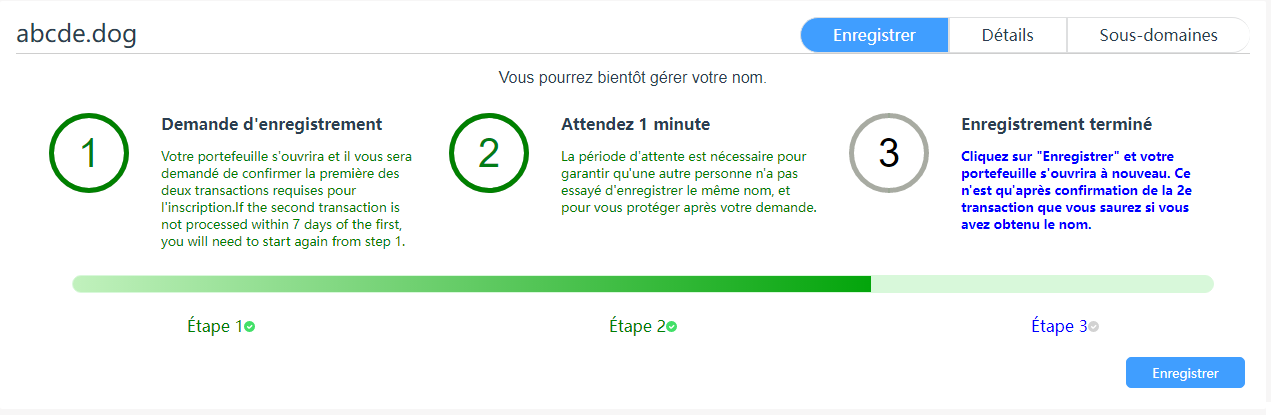 abcde.dog
Enregistrer
Détails
Sous-domaines
Vous pourrez bientôt gérer votre nom.
1
Demande d'enregistrement
Votre portefeuille s'ouvrira et il vous sera
demandé de confirmer la première des
deux transactions requises pour
l'inscription.If the second transaction is
not processed within 7 days of the first,
you will need to start again from step 1.
2
Attendez 1 minute
La période d'attente est nécessaire pour
garantir qu'une autre personne n'a pas
essayé d'enregistrer le même nom, et
pour vous protéger après votre demande.
3
Enregistrement terminé
Cliquez sur "Enregistrer" et votre
portefeuille s'ouvrira à nouveau. Ce
n'est qu'après confirmation de la 2e
transaction que vous saurez si vous
avez obtenu le nom.
Étape 1
Étape 2
Étape 3
Enregistrer